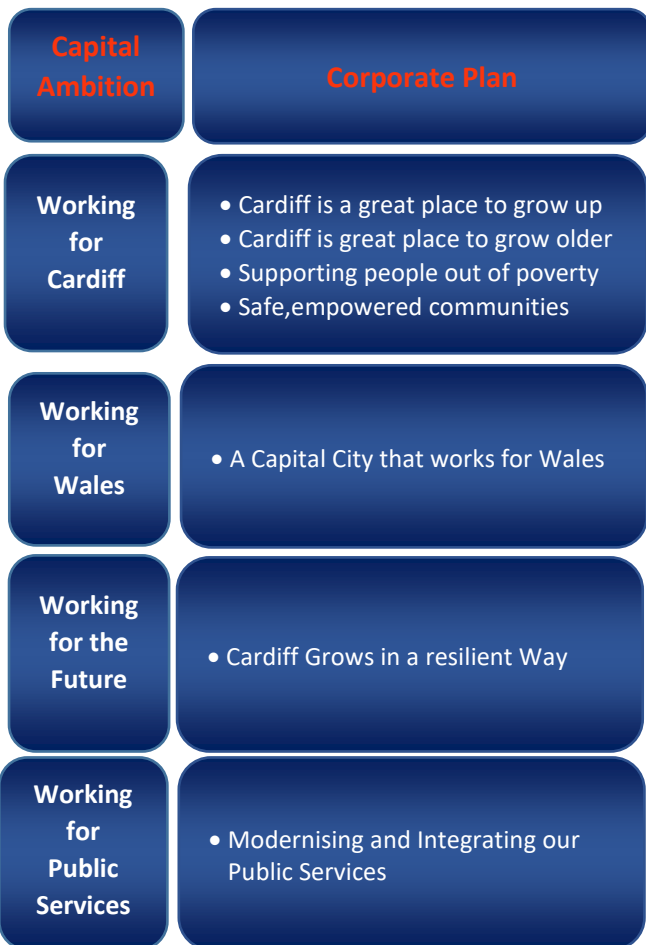 Capital
Ambition
Corporate Plan
Working
for
Cardiff
• Cardiff is a great place to grow up
• Cardiff is great place to grow older
• Supporting people out of poverty
• Safe,empowered communities
Working
for
Wales
• A Capital City that works for Wales
Working
for the
Future
• Cardiff Grows in a resilient Way
Working
for
Public
Services
• Modernising and Integrating our
Public Services